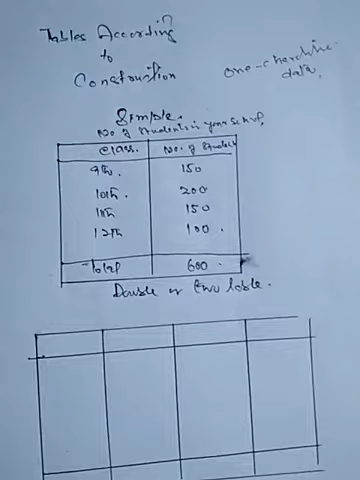 Tables According
to
Construction
one-charchtric
data,
Simple.
No of Students in your school,
Class. No. of Students
9th. 150
10th. 200
11th 150
12th 100.
Total 600.
Double or two table.